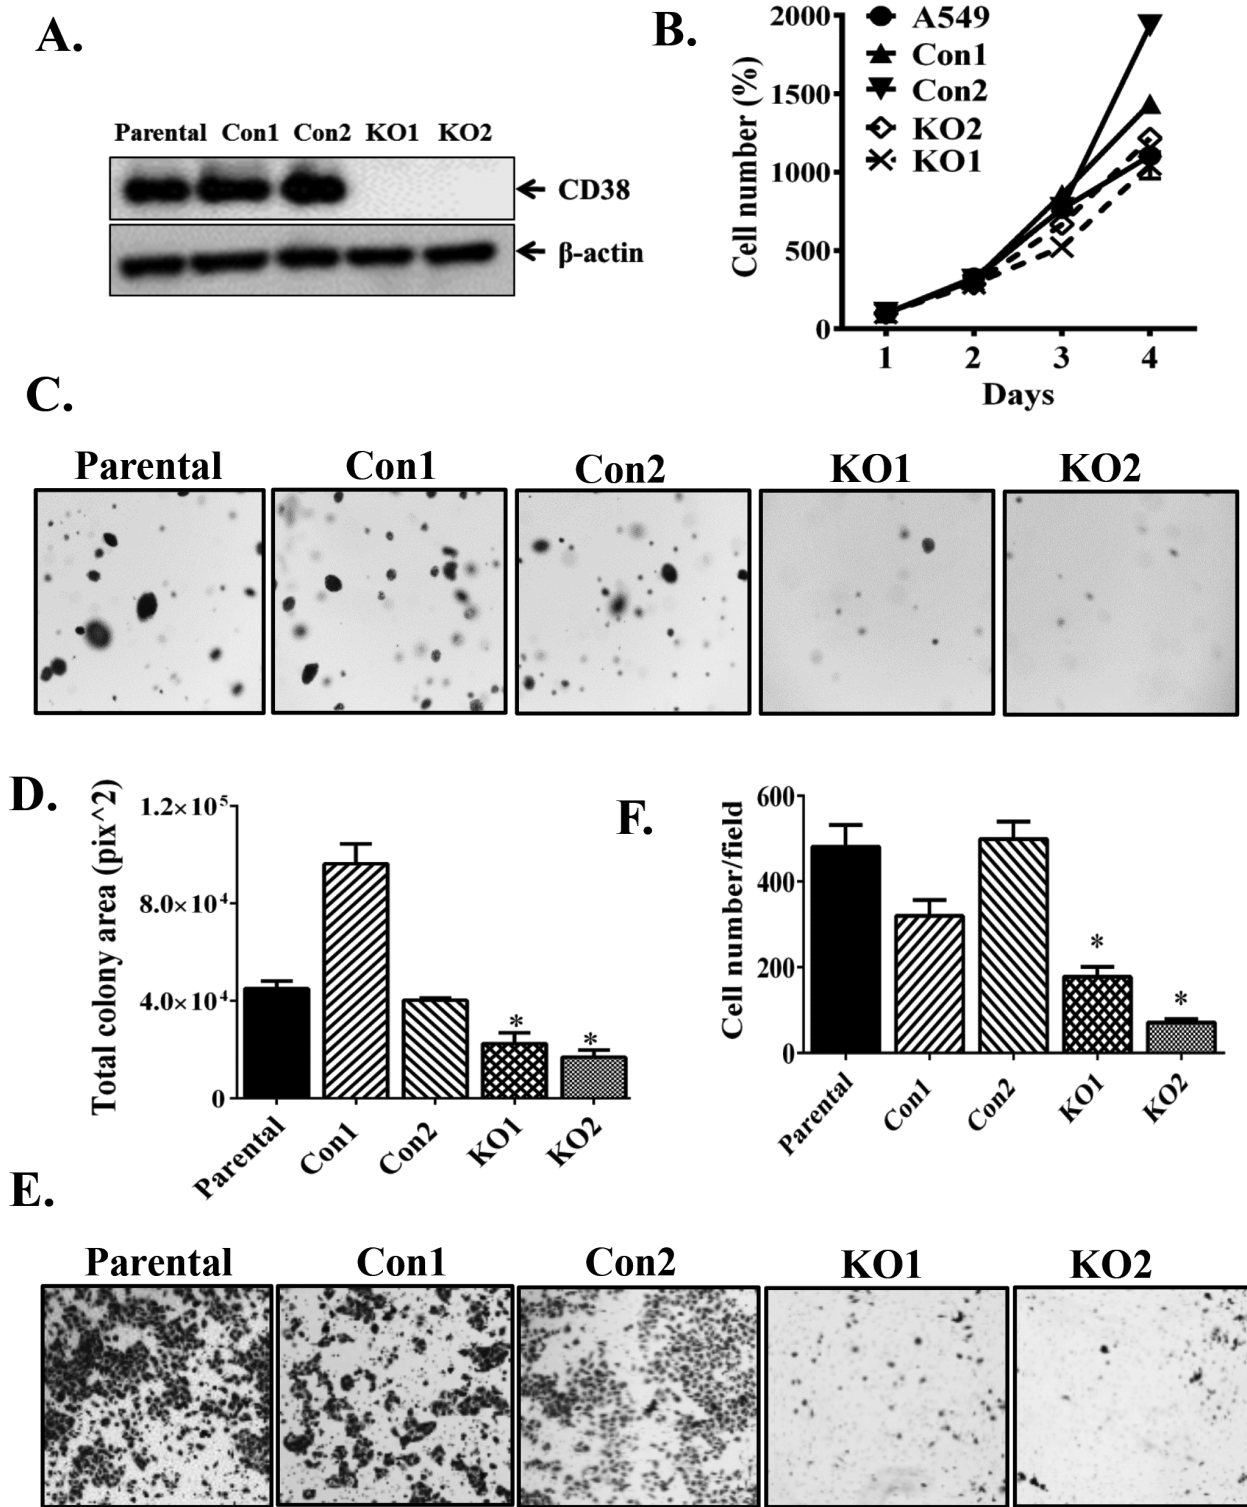 A.
Parental Con1 Con2 KO1 KO2
CD38
β-actin
B.
Cell number (%)
2000
1500
1000
500
0
A549
Con1
Con2
KO2
KO1
1 2 3 4
Days
C.
Parental Con1 Con2 KO1 KO2
D.
Total colony area (pix^2)
1.2×10⁵
8.0×10⁴
4.0×10⁴
0
* *
Parental Con1 Con2 KO1 KO2
F.
Cell number/field
600
400
200
0
* *
Parental Con1 Con2 KO1 KO2
E.
Parental Con1 Con2 KO1 KO2